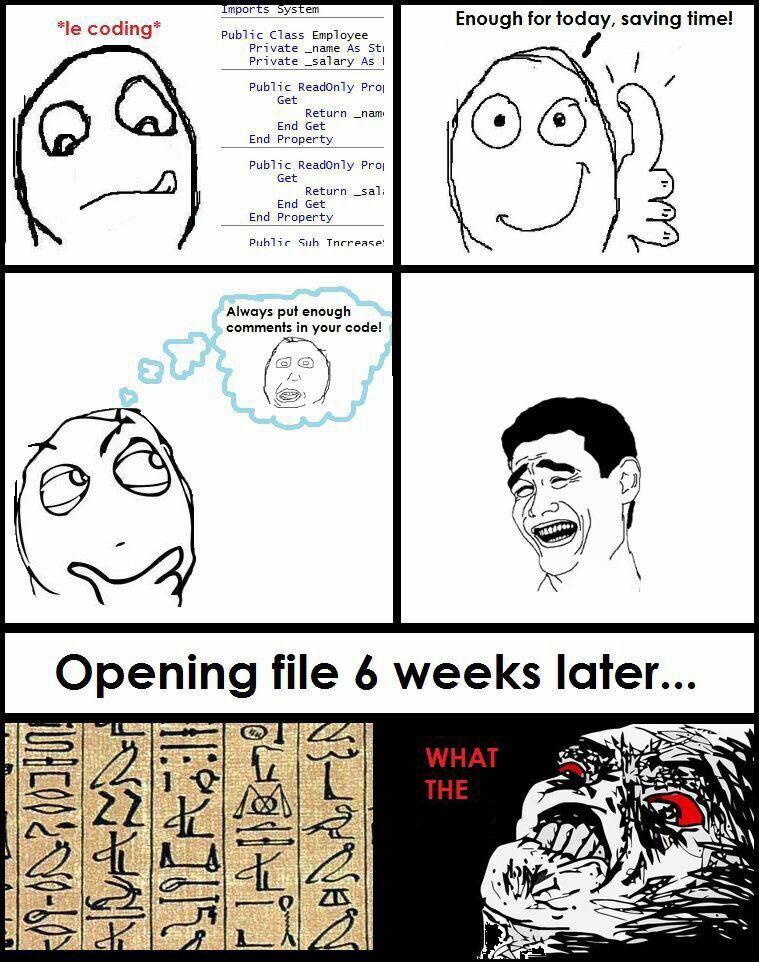 *le coding*
Imports System
Public Class Employee
Private _name As
Private _salary As
Public ReadOnly
Get
Return
End Get
End Property
Public ReadOnly
Get
Return
End Get
End Property
Public Sub
Enough for today, saving time!
Always put enough
comments in your code!
Opening file 6 weeks later...
WHAT
THE